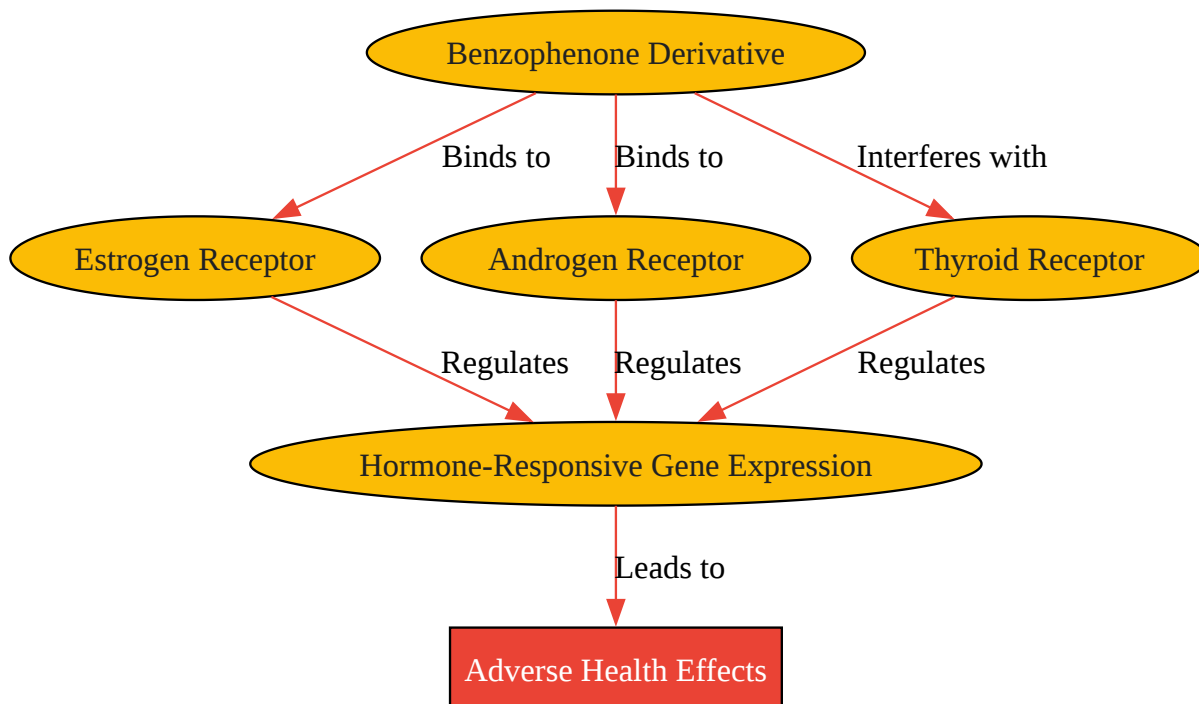 Benzophenone Derivative
Binds to
Binds to
Interferes with
Estrogen Receptor
Androgen Receptor
Thyroid Receptor
Regulates
Regulates
Regulates
Hormone-Responsive Gene Expression
Leads to
Adverse Health Effects